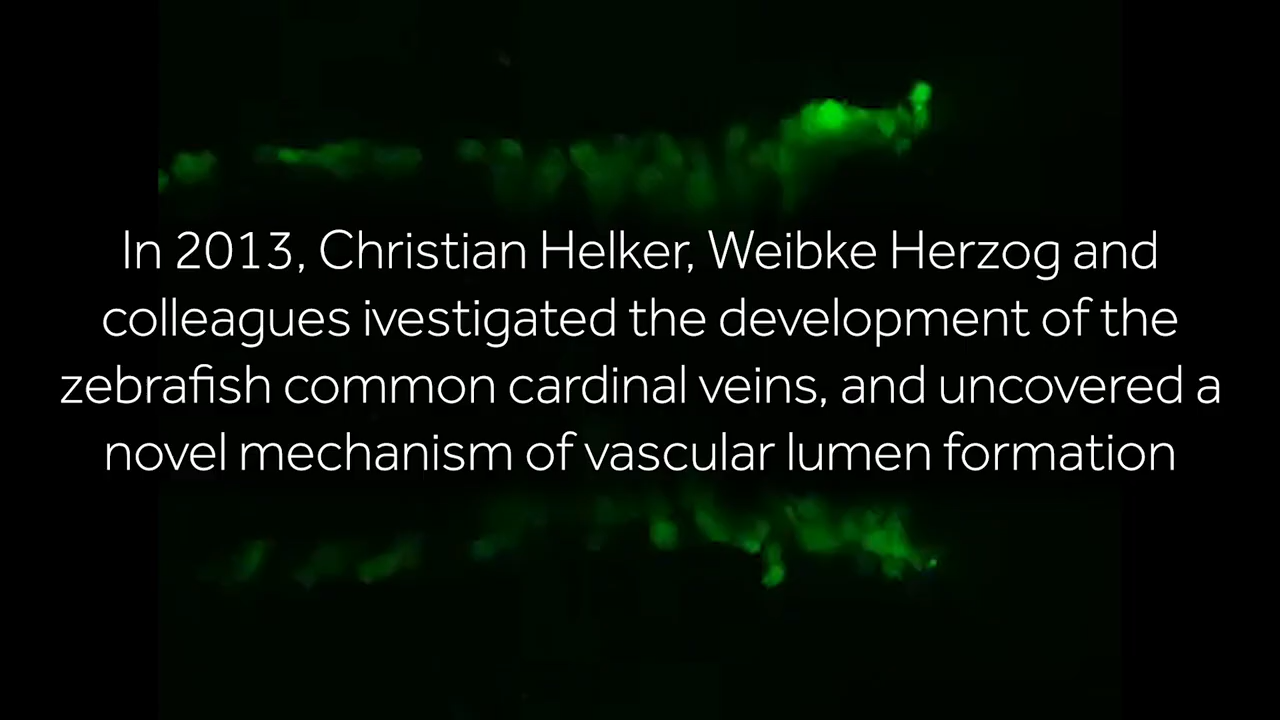 In 2013, Christian Helker, Weibke Herzog and
colleagues ivestigated the development of the
zebrafish common cardinal veins, and uncovered a
novel mechanism of vascular lumen formation